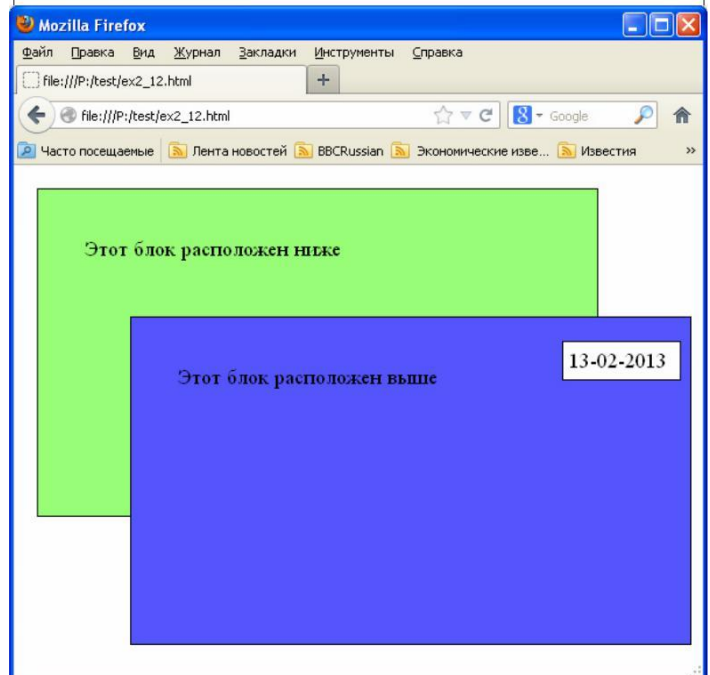 Mozilla Firefox
Файл Правка Вид Журнал Закладки Инструменты Справка
file:///P:/test/ex2_12.html +
file:///P:/test/ex2_12.html 8 Google
Часто посещаемые Лента новостей BBCRussian Экономические изве... Известия »
Этот блок расположен ниже
13-02-2013
Этот блок расположен выше